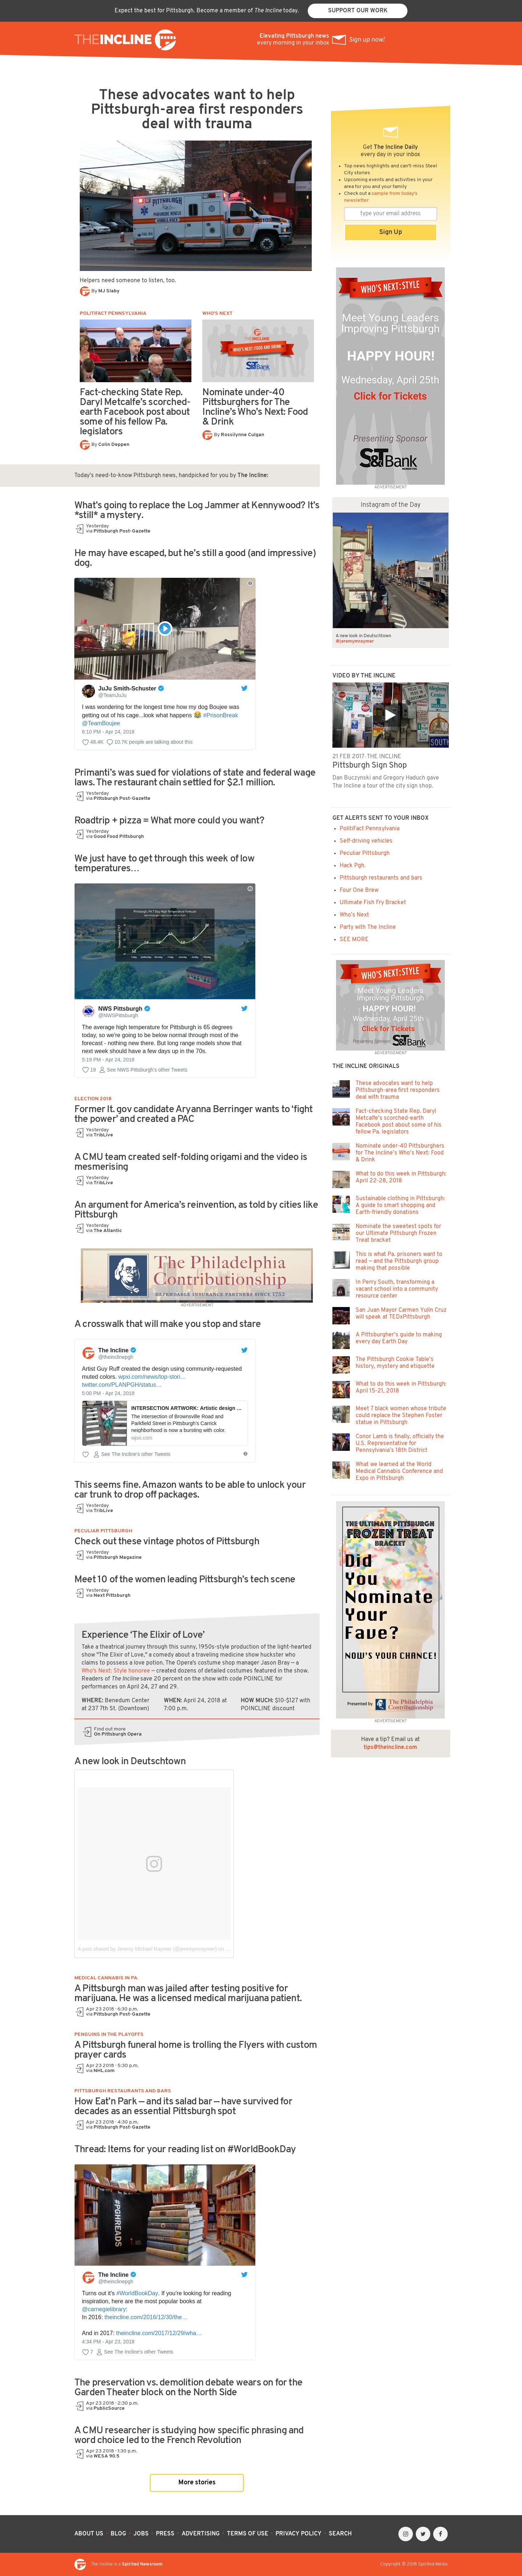 Expect the best for Pittsburgh. Become a member of The Incline today.
SUPPORT OUR WORK
THEINCLINE
Elevating Pittsburgh news
every morning in your inbox
Sign up now!
These advocates want to help
Pittsburgh-area first responders
deal with trauma
PITTSBURGH
Helpers need someone to listen, too.
By MJ Slaby
POLITIFACT PENNSYLVANIA
Fact-checking State Rep.
Daryl Metcalfe's scorched-
earth Facebook post about
some of his fellow Pa.
legislators
By Colin Deppen
WHO'S NEXT
THEINCLINE
WHO'S NEXT: FOOD AND DRINK
S&T Bank
Nominate under-40
Pittsburghers for The
Incline's Who's Next: Food
& Drink
By Rossilynne Culgan
Today's need-to-know Pittsburgh news, handpicked for you by The Incline:
What's going to replace the Log Jammer at Kennywood? It's
*still* a mystery.
Yesterday
via Pittsburgh Post-Gazette
He may have escaped, but he's still a good (and impressive)
dog.
JuJu Smith-Schuster
@TeamJuJu
I was wondering for the longest time how my dog Boujee was
getting out of his cage...look what happens 😂 #PrisonBreak
@TeamBoujee
6:10 PM - Apr 24, 2018
48.4K 10.7K people are talking about this
Primanti's was sued for violations of state and federal wage
laws. The restaurant chain settled for $2.1 million.
Yesterday
via Pittsburgh Post-Gazette
Roadtrip + pizza = What more could you want?
Yesterday
via Good Food Pittsburgh
We just have to get through this week of low
temperatures…
NWS Pittsburgh
@NWSPittsburgh
The average high temperature for Pittsburgh is 65 degrees
today, so we're going to be below normal through most of the
forecast - nothing new there. But long range models show that
next week should have a few days up in the 70s.
5:19 PM - Apr 24, 2018
19 See NWS Pittsburgh's other Tweets
ELECTION 2018
Former lt. gov candidate Aryanna Berringer wants to 'fight
the power' and created a PAC
Yesterday
via TribLive
A CMU team created self-folding origami and the video is
mesmerising
Yesterday
via TribLive
An argument for America's reinvention, as told by cities like
Pittsburgh
Yesterday
via The Atlantic
The Philadelphia
Contributionship
DEPENDABLE INSURANCE PARTNERS SINCE 1752
ADVERTISEMENT
A crosswalk that will make you stop and stare
The Incline
@theinclinepgh
Artist Guy Ruff created the design using community-requested
muted colors. wpxi.com/news/top-stori…
twitter.com/PLANPGH/status…
5:00 PM - Apr 24, 2018
INTERSECTION ARTWORK: Artistic design ...
The intersection of Brownsville Road and
Parkfield Street in Pittsburgh's Carrick
neighborhood is now a bursting with color.
wpxi.com
See The Incline's other Tweets
This seems fine. Amazon wants to be able to unlock your
car trunk to drop off packages.
Yesterday
via TribLive
PECULIAR PITTSBURGH
Check out these vintage photos of Pittsburgh
Yesterday
via Pittsburgh Magazine
Meet 10 of the women leading Pittsburgh's tech scene
Yesterday
via Next Pittsburgh
Experience 'The Elixir of Love'
Take a theatrical journey through this sunny, 1950s-style production of the light-hearted
"The Elixir of Love," a comedy about a traveling medicine show huckster who
claims to possess a love potion. The Opera's costume shop manager Jason Bray — a
Who's Next: Style honoree — created dozens of detailed costumes featured in the show.
Readers of The Incline save 20 percent on the show with code POINCLINE for
performances on April 24, 27 and 29.
WHERE: Benedum Center
at 237 7th St. (Downtown)
WHEN: April 24, 2018 at
7:00 p.m.
HOW MUCH: $10-$127 with
POINCLINE discount
Find out more
On Pittsburgh Opera
A new look in Deutschtown
A post shared by Jeremy Michael Raymer (@jeremymraymer) on ...
MEDICAL CANNABIS IN PA.
A Pittsburgh man was jailed after testing positive for
marijuana. He was a licensed medical marijuana patient.
Apr 23 2018 · 6:30 p.m.
via Pittsburgh Post-Gazette
PENGUINS IN THE PLAYOFFS
A Pittsburgh funeral home is trolling the Flyers with custom
prayer cards
Apr 23 2018 · 5:30 p.m.
via NHL.com
PITTSBURGH RESTAURANTS AND BARS
How Eat'n Park — and its salad bar — have survived for
decades as an essential Pittsburgh spot
Apr 23 2018 · 4:30 p.m.
via Pittsburgh Post-Gazette
Thread: Items for your reading list on #WorldBookDay
#PGHREADS
The Incline
@theinclinepgh
Turns out it's #WorldBookDay. If you're looking for reading
inspiration, here are the most popular books at
@carnegielibrary:
In 2016: theincline.com/2016/12/30/the…
And in 2017: theincline.com/2017/12/29/wha…
4:34 PM - Apr 23, 2018
7 See The Incline's other Tweets
The preservation vs. demolition debate wears on for the
Garden Theater block on the North Side
Apr 23 2018 · 2:30 p.m.
via PublicSource
A CMU researcher is studying how specific phrasing and
word choice led to the French Revolution
Apr 23 2018 · 1:30 p.m.
via WESA 90.5
More stories
Get The Incline Daily
every day in your inbox
Top news highlights and can't-miss Steel
City stories
Upcoming events and activities in your
area for you and your family
Check out a sample from today's
newsletter
type your email address
Sign Up
WHO'S NEXT: STYLE
Meet Young Leaders
Improving Pittsburgh
HAPPY HOUR!
Wednesday, April 25th
Click for Tickets
Presenting Sponsor
S&T Bank
ADVERTISEMENT
Instagram of the Day
A new look in Deutschtown
@jeremymraymer
VIDEO BY THE INCLINE
21 FEB 2017·THE INCLINE
Pittsburgh Sign Shop
Dan Buczynski and Gregory Haduch gave
The Incline a tour of the city sign shop.
GET ALERTS SENT TO YOUR INBOX
PolitiFact Pennsylvania
Self-driving vehicles
Peculiar Pittsburgh
Hack Pgh.
Pittsburgh restaurants and bars
Four One Brew
Ultimate Fish Fry Bracket
Who's Next
Party with The Incline
SEE MORE
WHO'S NEXT: STYLE
Meet Young Leaders
Improving Pittsburgh
HAPPY HOUR!
Wednesday, April 25th
Click for Tickets
Presenting Sponsor S&T Bank
ADVERTISEMENT
THE INCLINE ORIGINALS
These advocates want to help
Pittsburgh-area first responders
deal with trauma
Fact-checking State Rep. Daryl
Metcalfe's scorched-earth
Facebook post about some of his
fellow Pa. legislators
Nominate under-40 Pittsburghers
for The Incline's Who's Next: Food
& Drink
What to do this week in Pittsburgh:
April 22-28, 2018
Sustainable clothing in Pittsburgh:
A guide to smart shopping and
Earth-friendly donations
Nominate the sweetest spots for
our Ultimate Pittsburgh Frozen
Treat bracket
This is what Pa. prisoners want to
read — and the Pittsburgh group
making that possible
In Perry South, transforming a
vacant school into a community
resource center
San Juan Mayor Carmen Yulín Cruz
will speak at TEDxPittsburgh
A Pittsburgher's guide to making
every day Earth Day
The Pittsburgh Cookie Table's
history, mystery and etiquette
What to do this week in Pittsburgh:
April 15-21, 2018
Meet 7 black women whose tribute
could replace the Stephen Foster
statue in Pittsburgh
Conor Lamb is finally, officially the
U.S. Representative for
Pennsylvania's 18th District
What we learned at the World
Medical Cannabis Conference and
Expo in Pittsburgh
THE ULTIMATE PITTSBURGH
FROZEN TREAT
BRACKET
Did
You
Nominate
Your
Fave?
NOW'S YOUR CHANCE!
Presented by The Philadelphia
Contributionship
ADVERTISEMENT
Have a tip? Email us at
tips@theincline.com
ABOUT US BLOG JOBS PRESS ADVERTISING TERMS OF USE PRIVACY POLICY SEARCH
The Incline is a Spirited Newsroom
Copyright © 2018 Spirited Media